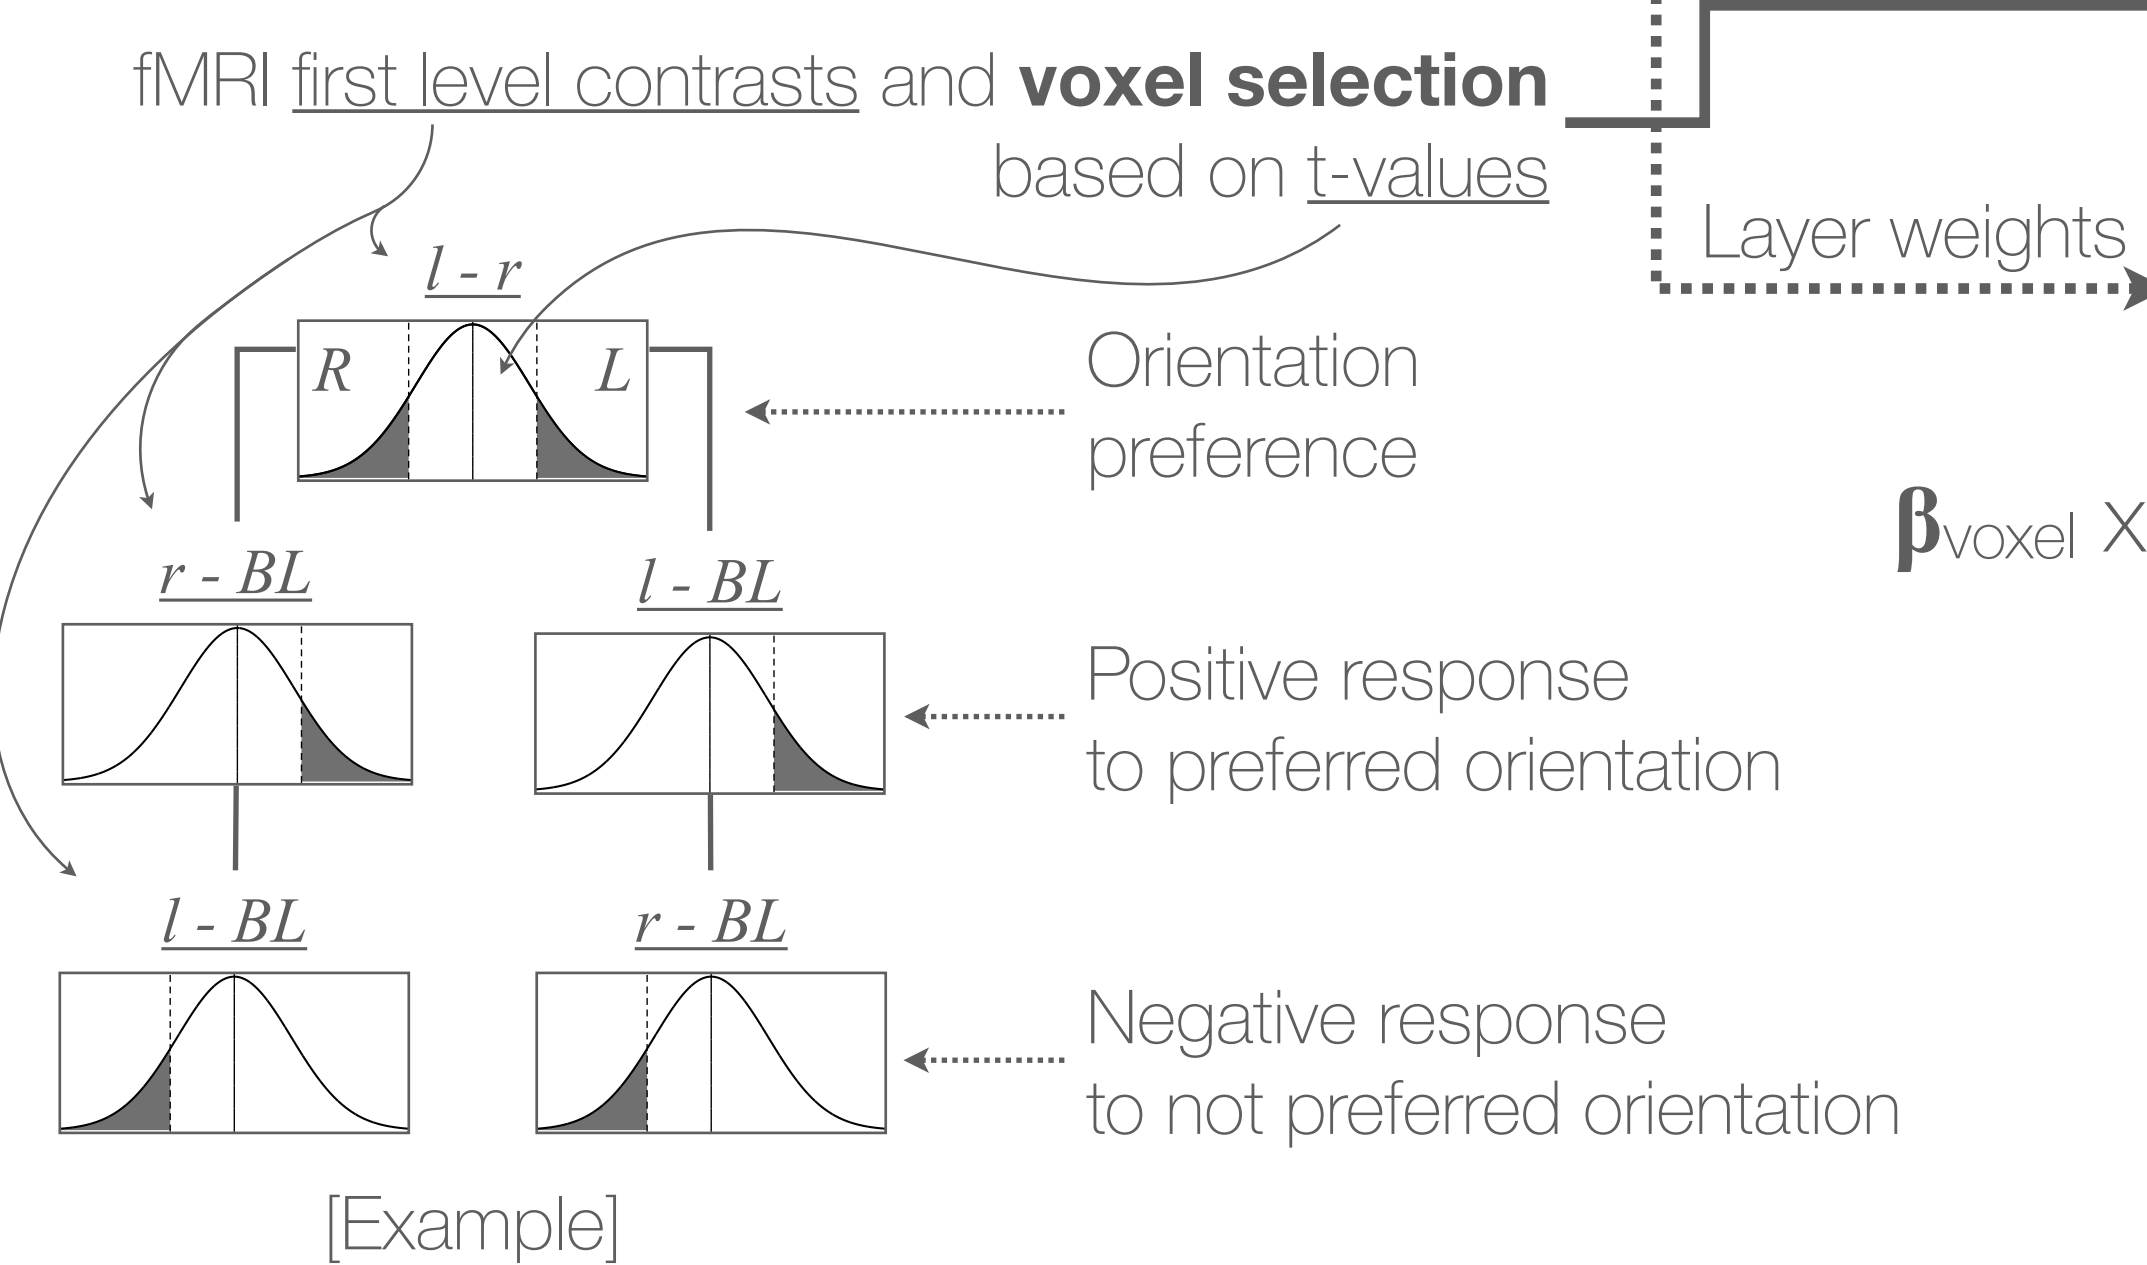 fMRI first level contrasts and voxel selection
based on t-values
Layer weights
l - r
R
L
Orientation
preference
βvoxel X
r - BL
l - BL
Positive response
to preferred orientation
l - BL
r - BL
Negative response
to not preferred orientation
[Example]